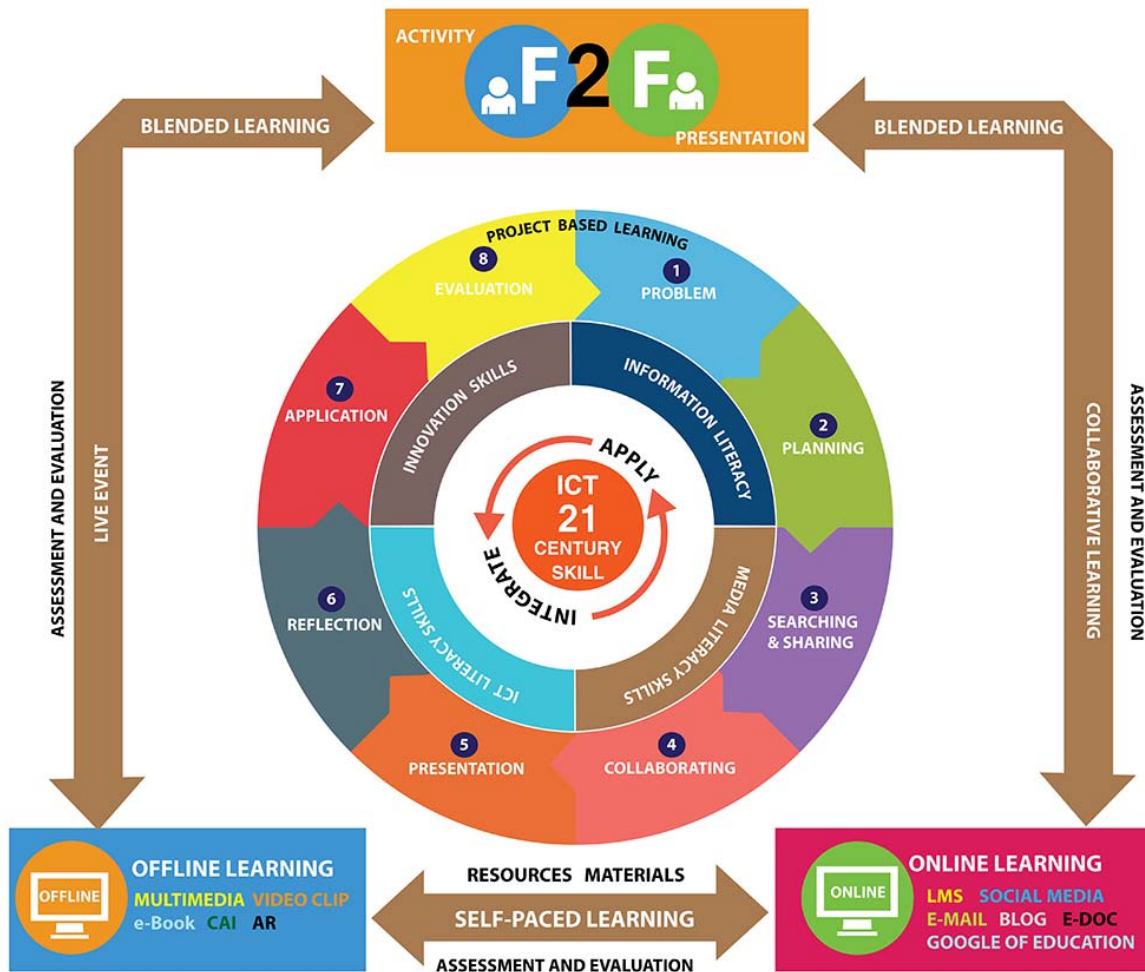 ACTIVITY
F2F
PRESENTATION
BLENDED LEARNING
BLENDED LEARNING
PROJECT BASED LEARNING
1
PROBLEM
2
PLANNING
3
SEARCHING
& SHARING
4
COLLABORATING
5
PRESENTATION
6
REFLECTION
7
APPLICATION
8
EVALUATION
INNOVATION SKILLS
INFORMATION LITERACY
MEDIA LITERACY SKILLS
ICT LITERACY SKILLS
APPLY
INTEGRATE
ICT
21
CENTURY
SKILL
ASSESSMENT AND EVALUATION
LIVE EVENT
COLLABORATIVE LEARNING
ASSESSMENT AND EVALUATION
OFFLINE
OFFLINE LEARNING
MULTIMEDIA VIDEO CLIP
e-Book CAI AR
RESOURCES MATERIALS
SELF-PACED LEARNING
ASSESSMENT AND EVALUATION
ONLINE
ONLINE LEARNING
LMS SOCIAL MEDIA
E-MAIL BLOG E-DOC
GOOGLE OF EDUCATION